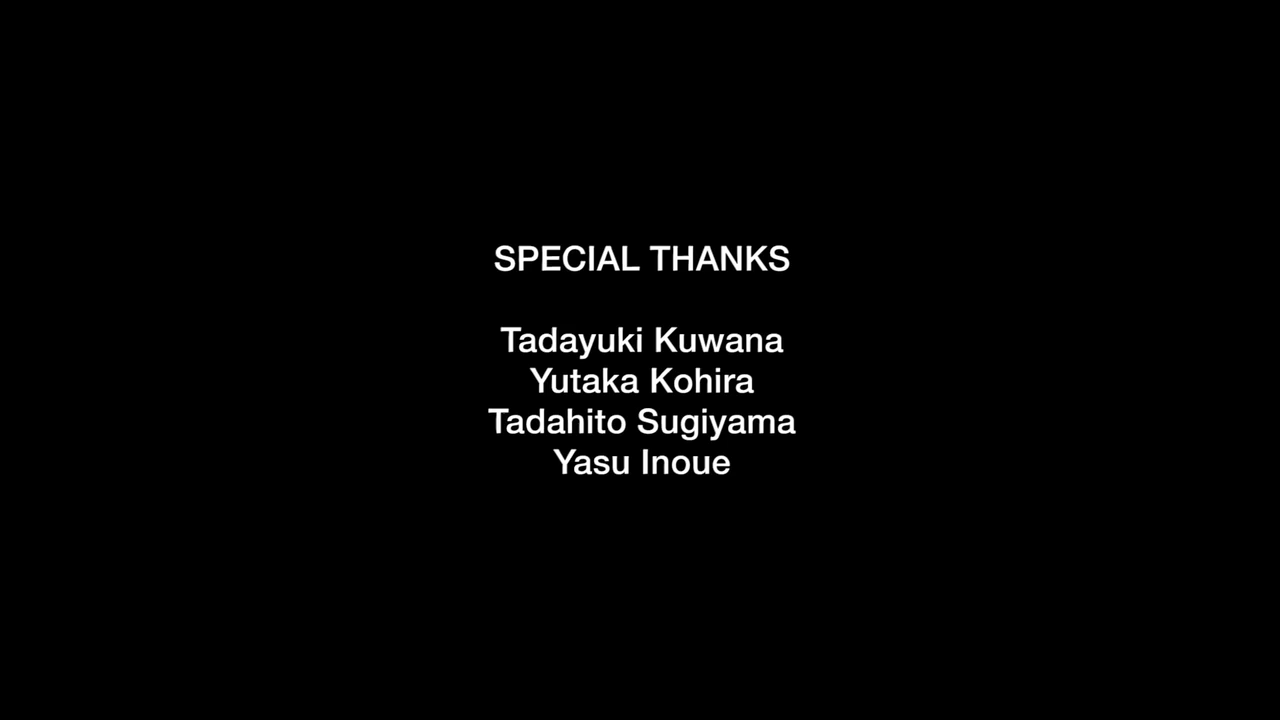 SPECIAL THANKS
Tadayuki Kuwana
Yutaka Kohira
Tadahito Sugiyama
Yasu Inoue